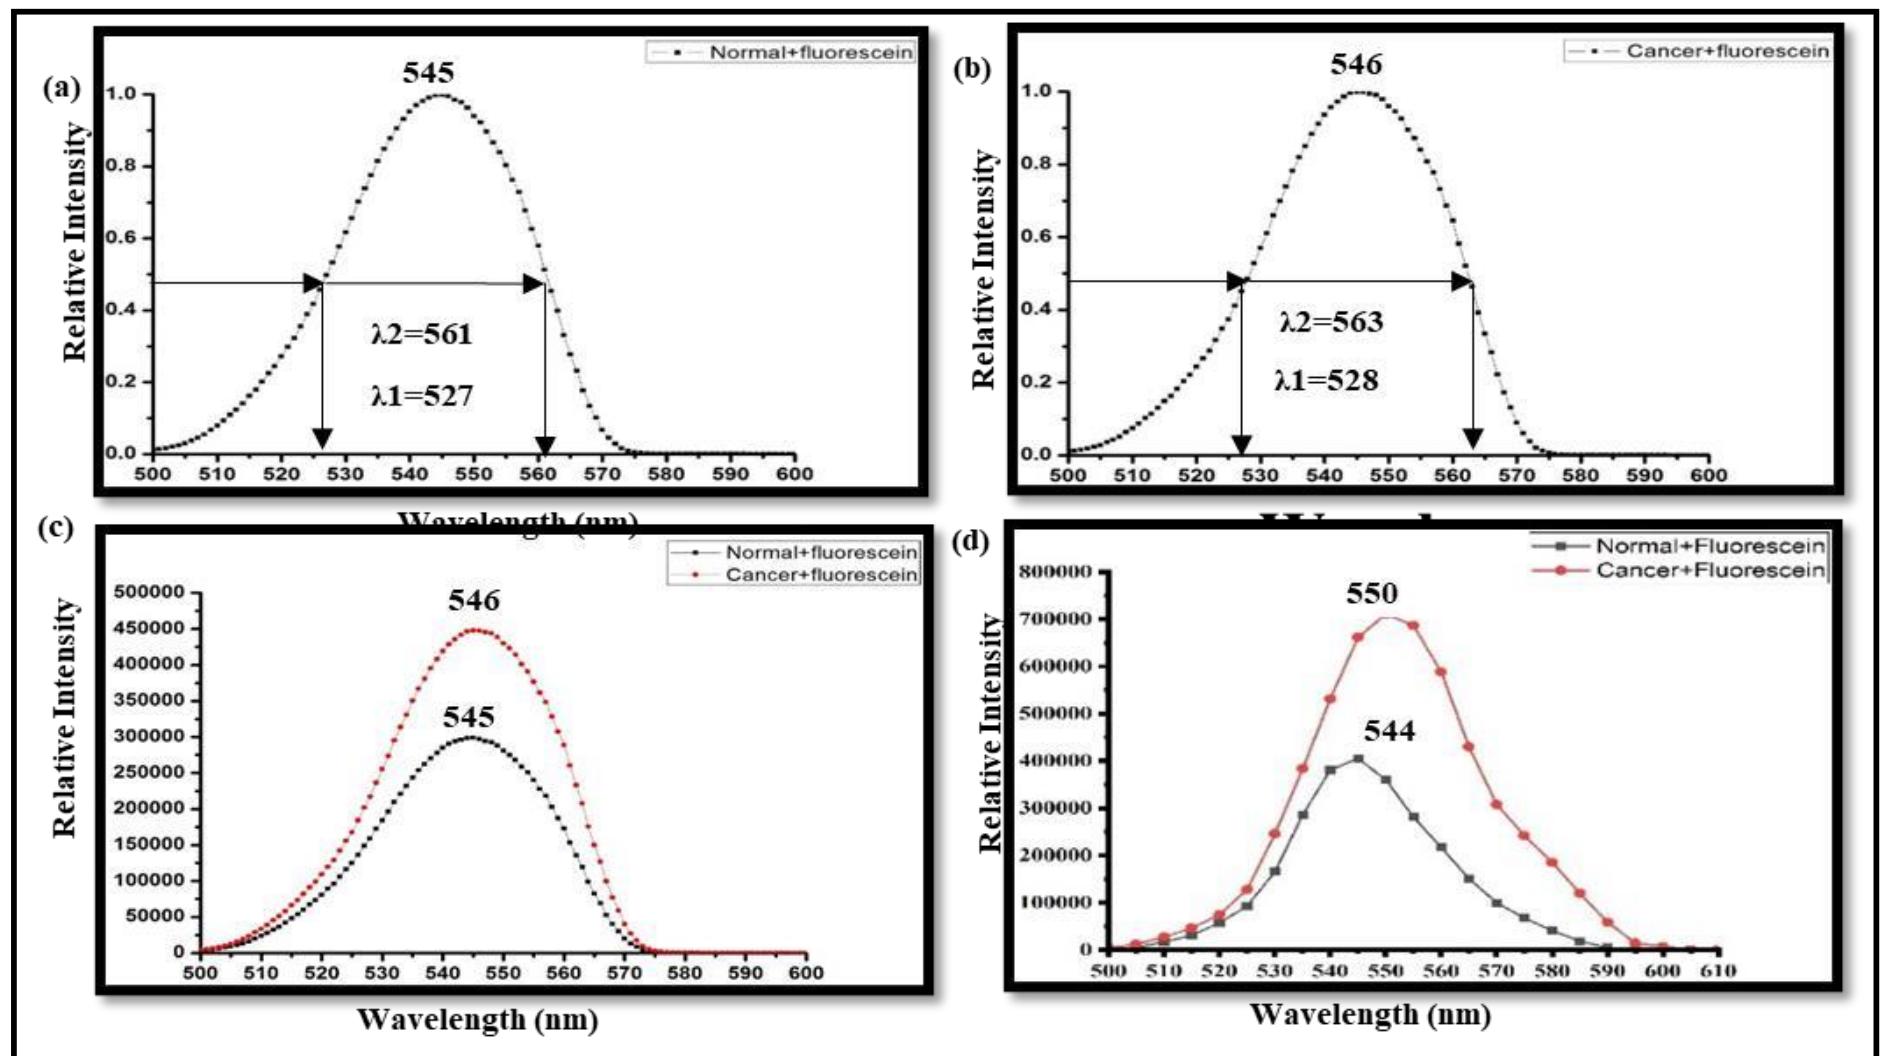 (a)
Normal+fluorescein
545
Relative Intensity
1.0
0.8
0.6
0.4
0.2
0.0
λ2=561
λ1=527
500 510 520 530 540 550 560 570 580 590 600
Wavelength (nm)
(b)
Cancer+fluorescein
546
Relative Intensity
1.0
0.8
0.6
0.4
0.2
0.0
λ2=563
λ1=528
500 510 520 530 540 550 560 570 580 590 600
(c)
Normal+fluorescein
Cancer+fluorescein
546
545
Relative Intensity
500000
450000
400000
350000
300000
250000
200000
150000
100000
50000
0
500 510 520 530 540 550 560 570 580 590 600
Wavelength (nm)
(d)
Normal+Fluorescein
Cancer+Fluorescein
550
544
Relative Intensity
800000
700000
600000
500000
400000
300000
200000
100000
0
500 510 520 530 540 550 560 570 580 590 600 610
Wavelength (nm)